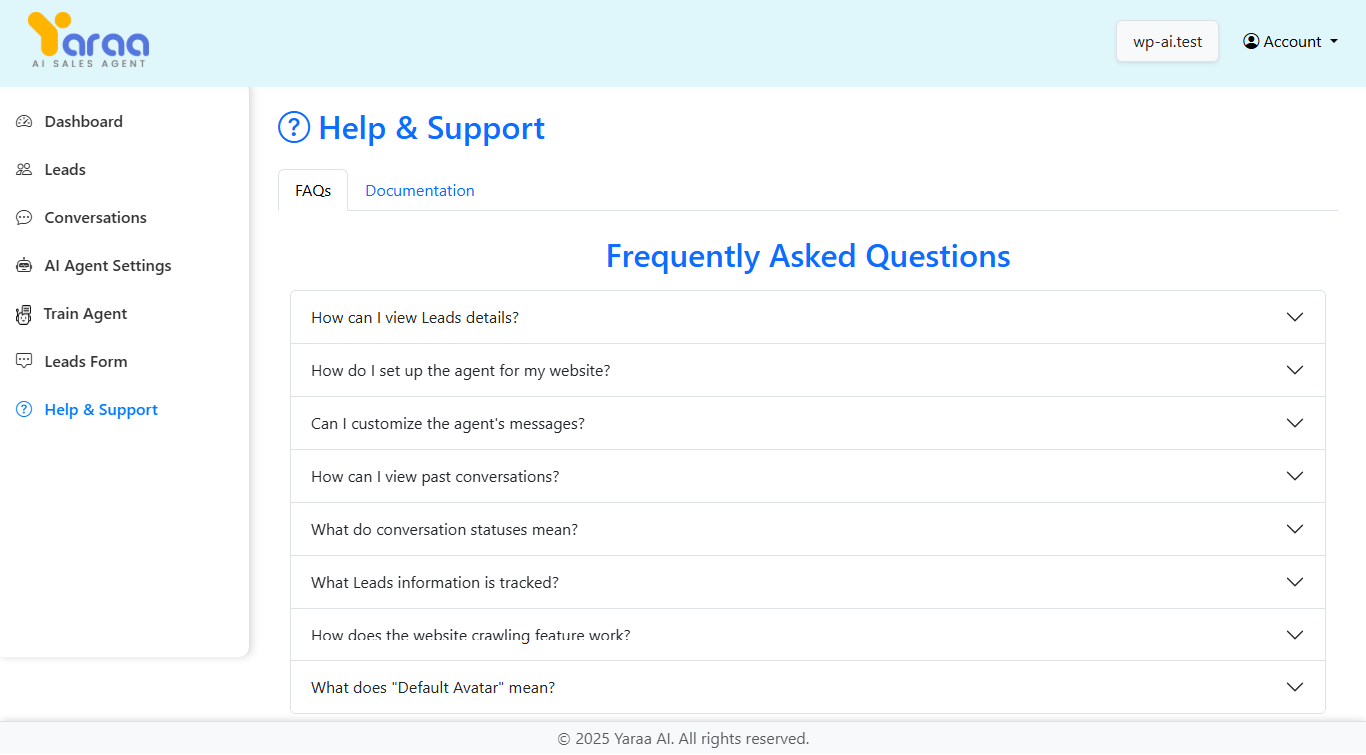 Yaraa
AI SALES AGENT
wp-ai.test
Account
Dashboard
Leads
Conversations
AI Agent Settings
Train Agent
Leads Form
Help & Support
Help & Support
FAQs
Documentation
Frequently Asked Questions
How can I view Leads details?
How do I set up the agent for my website?
Can I customize the agent's messages?
How can I view past conversations?
What do conversation statuses mean?
What Leads information is tracked?
How does the website crawling feature work?
What does "Default Avatar" mean?
© 2025 Yaraa AI. All rights reserved.